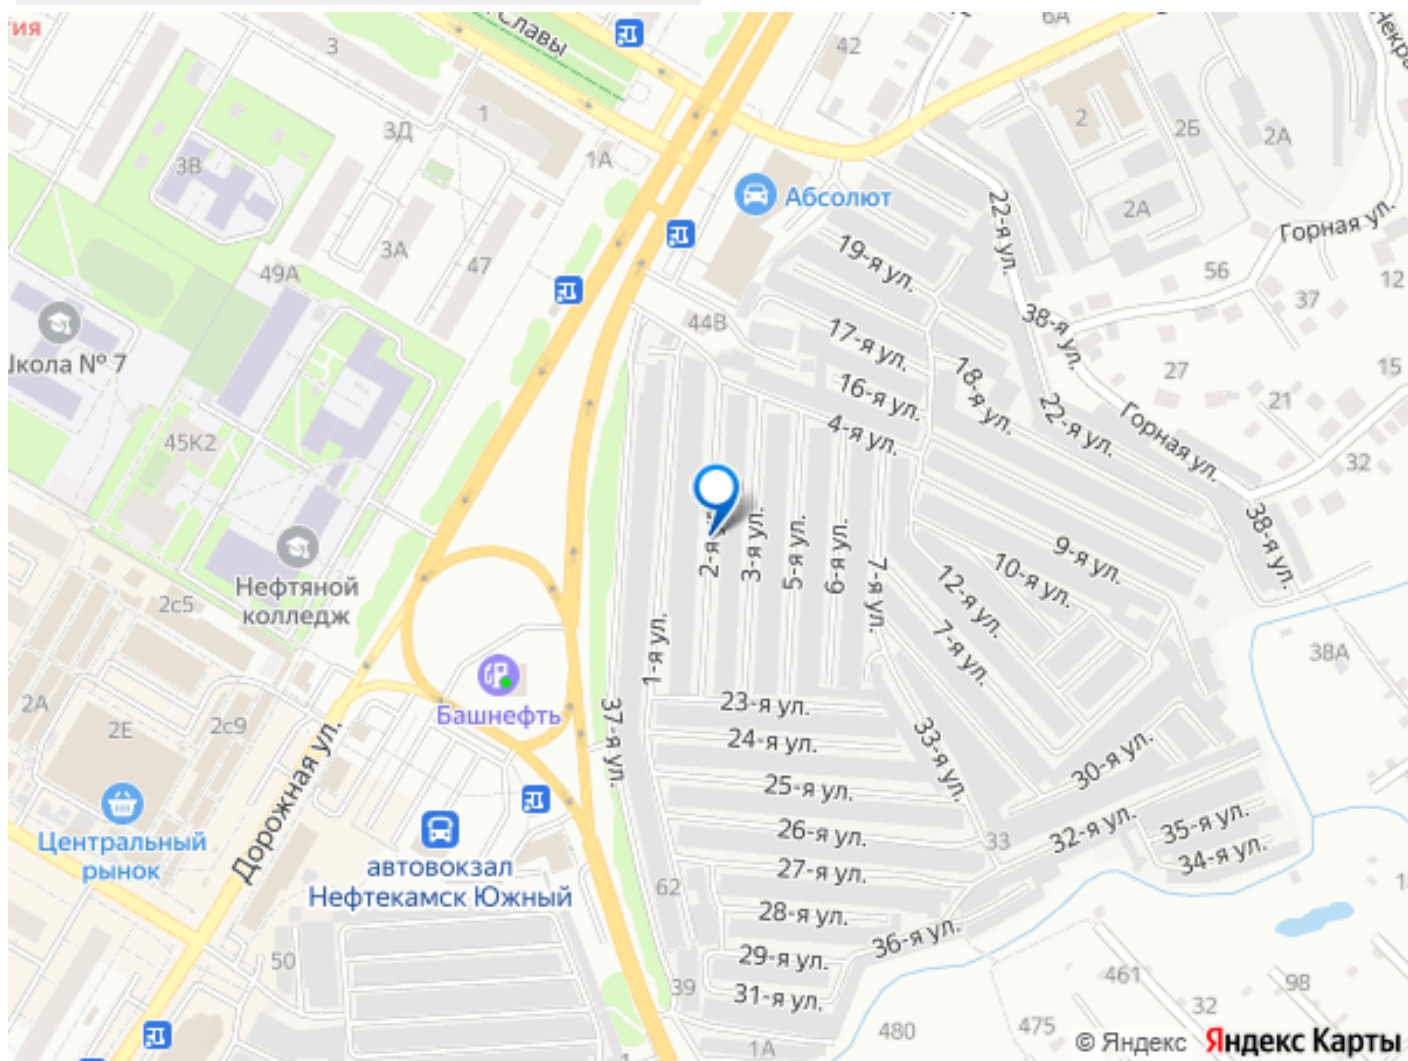 Славы
3
42
6А
1
3Д
1А
3В
2
2Б
2А
2А
Абсолют
3А
47
49А
22-я ул.
Горная ул.
19-я ул.
56
12
37
Школа № 7
44В
17-я ул.
38-я ул.
16-я ул.
18-я ул.
27
15
21
4-я ул.
22-я ул.
Горная ул.
45К2
32
3-я ул.
5-я ул.
6-я ул.
38-я ул.
Нефтяной
колледж
7-я ул.
9-я ул.
10-я ул.
12-я ул.
2с5
1-я ул.
7-я ул.
38А
2А
2Е
2с9
Башнефть
23-я ул.
24-я ул.
37-я ул.
33-я ул.
30-я ул.
25-я ул.
Дорожная ул.
Центральный
рынок
автовокзал
Нефтекамск Южный
26-я ул.
33
32-я ул.
35-я ул.
34-я ул.
27-я ул.
62
28-я ул.
36-я ул.
50
29-я ул.
39
31-я ул.
461
98
32
480
475
1А
1
© Яндекс Яндекс Карты